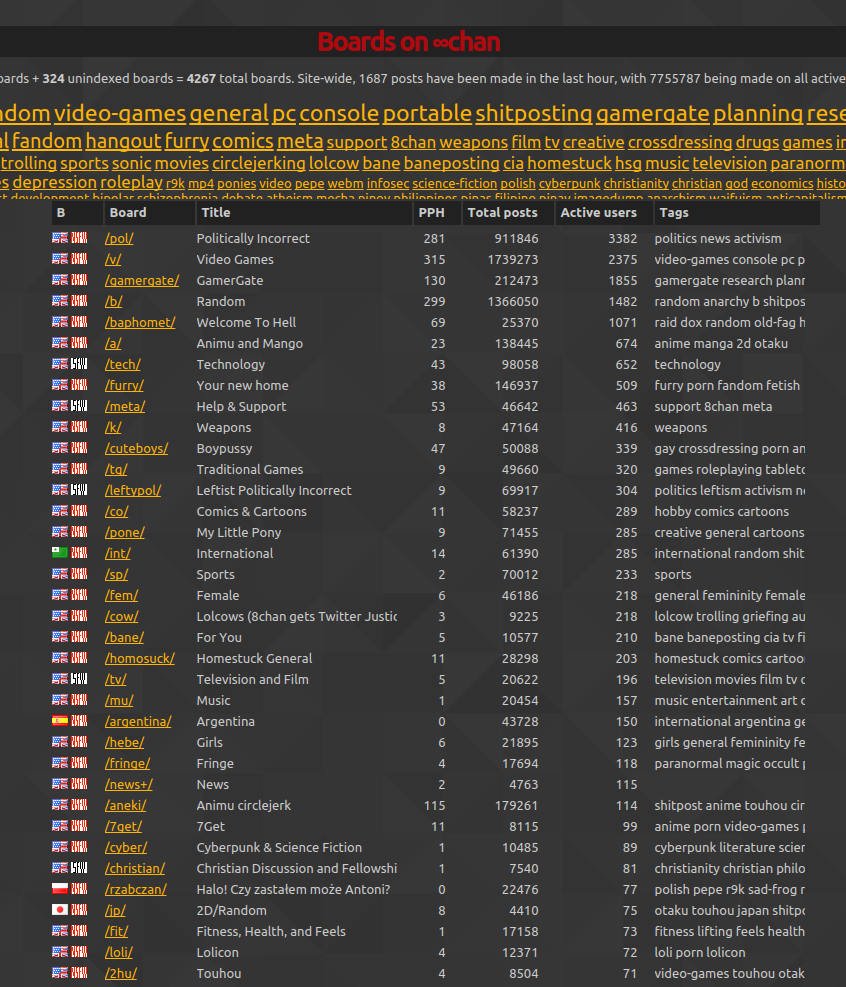 Boards on ∞chan
oards + 324 unindexed boards = 4267 total boards. Site-wide, 1687 posts have been made in the last hour, with 7755787 being made on all active
dom video-games general pc console portable shitposting gamergate planning rese
al fandom hangout furry comics meta support 8chan weapons film tv creative crossdressing drugs games in
trolling sports sonic movies circlejerking lolcow bane baneposting cia homestuck hsg music television paranorm
es depression roleplay r9k mp4 ponies video pepe webm infosec science-fiction polish cyberpunk christianity christian god economics histo
B Board Title PPH Total posts Active users Tags
/pol/ Politically Incorrect 281 911846 3382 politics news activism
/v/ Video Games 315 1739273 2375 video-games console pc p
/gamergate/ GamerGate 130 212473 1855 gamergate research plann
/b/ Random 299 1366050 1482 random anarchy b shitpos
/baphomet/ Welcome To Hell 69 25370 1071 raid dox random old-fag h
/a/ Animu and Mango 23 138445 674 anime manga 2d otaku
/tech/ Technology 43 98058 652 technology
/furry/ Your new home 38 146937 509 furry porn fandom fetish
/meta/ Help & Support 53 46642 463 support 8chan meta
/k/ Weapons 8 47164 416 weapons
/cuteboys/ Boypussy 47 50088 339 gay crossdressing porn an
/tg/ Traditional Games 9 49660 320 games roleplaying tabletc
/leftypol/ Leftist Politically Incorrect 9 69917 304 politics leftism activism ne
/co/ Comics & Cartoons 11 58237 289 hobby comics cartoons
/pone/ My Little Pony 9 71455 285 creative general cartoons
/int/ International 14 61390 285 international random shit
/sp/ Sports 2 70012 233 sports
/fem/ Female 6 46186 218 general femininity female
/cow/ Lolcows (8chan gets Twitter Justic 3 9225 218 lolcow trolling griefing au
/bane/ For You 5 10577 210 bane baneposting cia tv fi
/homosuck/ Homestuck General 11 28298 203 homestuck comics cartoo
/tv/ Television and Film 5 20622 196 television movies film tv c
/mu/ Music 1 20454 157 music entertainment art c
/argentina/ Argentina 0 43728 150 international argentina ge
/hebe/ Girls 6 21895 123 girls general femininity fe
/fringe/ Fringe 4 17694 118 paranormal magic occult p
/news+/ News 2 4763 115
/aneki/ Animu circlejerk 115 179261 114 shitpost anime touhou cir
/7get/ 7Get 11 8115 99 anime porn video-games p
/cyber/ Cyberpunk & Science Fiction 1 10485 89 cyberpunk literature scier
/christian/ Christian Discussion and Fellowshi 1 7540 81 christianity christian philo
/rzabczan/ Halo! Czy zastałem może Antoni? 0 22476 77 polish pepe r9k sad-frog r
/jp/ 2D/Random 8 4410 75 otaku touhou japan shitpo
/fit/ Fitness, Health, and Feels 1 17158 73 fitness lifting feels health
/loli/ Lolicon 4 12371 72 loli porn lolicon
/2hu/ Touhou 4 8504 71 video-games touhou otak